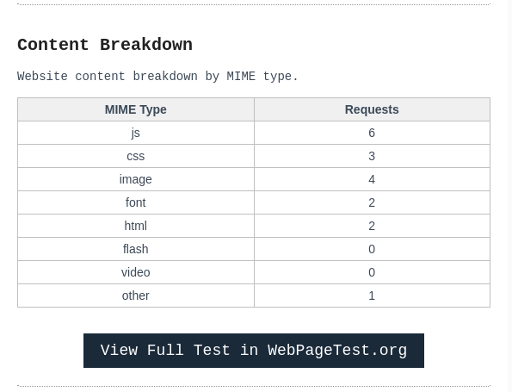 Content Breakdown
Website content breakdown by MIME type.
MIME Type Requests
js 6
css 3
image 4
font 2
html 2
flash 0
video 0
other 1
View Full Test in WebPageTest.org